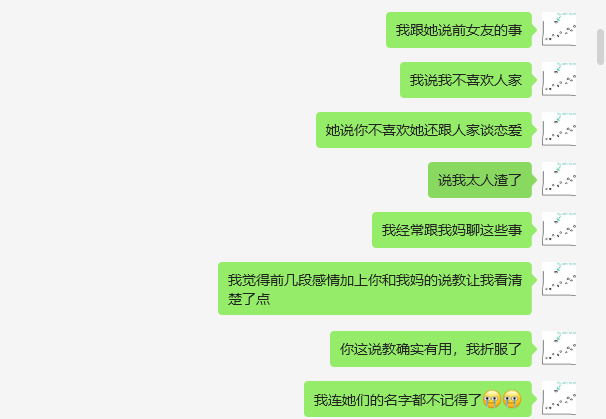 我跟她说前女友的事
我说我不喜欢人家
她说你不喜欢她还跟人家谈恋爱
说我太人渣了
我经常跟我妈聊这些事
我觉得前几段感情加上你和我妈的说教让我看清
楚了点
你这说教确实有用，我折服了
我连她们的名字都不记得了😭😭